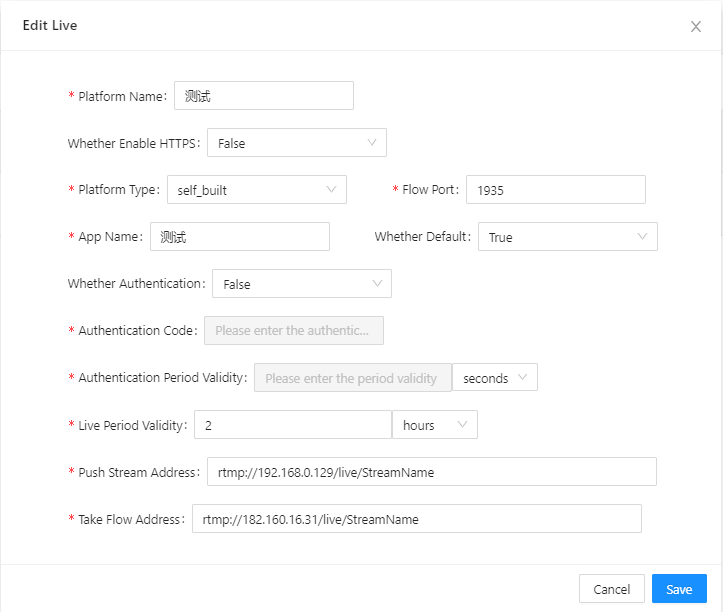 Edit Live
* Platform Name: 测试
Whether Enable HTTPS: False
* Platform Type: self_built * Flow Port: 1935
* App Name: 测试 Whether Default: True
Whether Authentication: False
* Authentication Code: Please enter the authentic...
* Authentication Period Validity: Please enter the period validity seconds
* Live Period Validity: 2 hours
* Push Stream Address: rtmp://192.168.0.129/live/StreamName
* Take Flow Address: rtmp://182.160.16.31/live/StreamName
Cancel Save